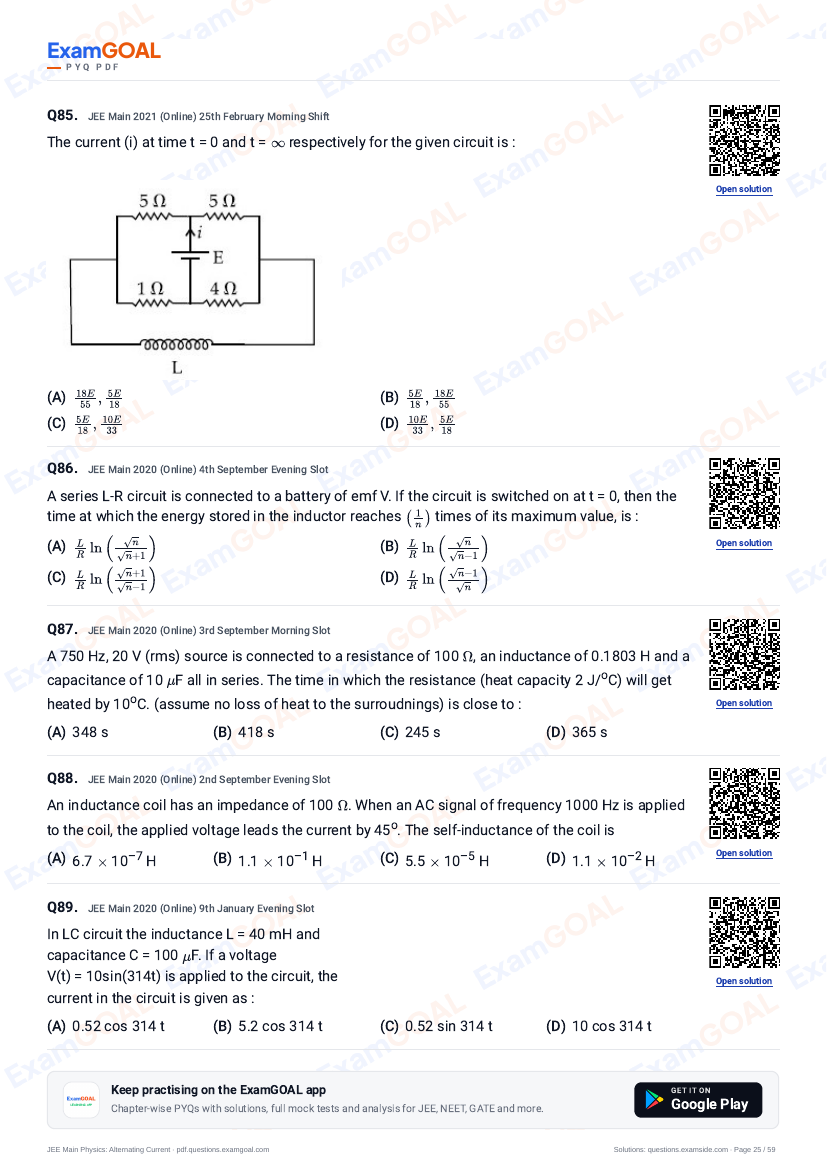 ExamGOAL
PYQ PDF
Q85. JEE Main 2021 (Online) 25th February Morning Shift
The current (i) at time t = 0 and t = ∞ respectively for the given circuit is :
Open solution
5 Ω 5 Ω
i
E
1 Ω 4 Ω
L
(A) 18E/55 , 5E/18 (B) 5E/18 , 18E/55
(C) 5E/18 , 10E/33 (D) 10E/33 , 5E/18
Q86. JEE Main 2020 (Online) 4th September Evening Slot
A series L-R circuit is connected to a battery of emf V. If the circuit is switched on at t = 0, then the
time at which the energy stored in the inductor reaches (1/n) times of its maximum value, is :
Open solution
(A) L/R ln (√n/(√n+1)) (B) L/R ln (√n/(√n−1))
(C) L/R ln ((√n+1)/(√n−1)) (D) L/R ln ((√n−1)/√n)
Q87. JEE Main 2020 (Online) 3rd September Morning Slot
A 750 Hz, 20 V (rms) source is connected to a resistance of 100 Ω, an inductance of 0.1803 H and a
capacitance of 10 μF all in series. The time in which the resistance (heat capacity 2 J/°C) will get
heated by 10°C. (assume no loss of heat to the surroudnings) is close to :
Open solution
(A) 348 s (B) 418 s (C) 245 s (D) 365 s
Q88. JEE Main 2020 (Online) 2nd September Evening Slot
An inductance coil has an impedance of 100 Ω. When an AC signal of frequency 1000 Hz is applied
to the coil, the applied voltage leads the current by 45°. The self-inductance of the coil is
Open solution
(A) 6.7 × 10⁻⁷ H (B) 1.1 × 10⁻¹ H (C) 5.5 × 10⁻⁵ H (D) 1.1 × 10⁻² H
Q89. JEE Main 2020 (Online) 9th January Evening Slot
In LC circuit the inductance L = 40 mH and
capacitance C = 100 μF. If a voltage
V(t) = 10sin(314t) is applied to the circuit, the
current in the circuit is given as :
Open solution
(A) 0.52 cos 314 t (B) 5.2 cos 314 t (C) 0.52 sin 314 t (D) 10 cos 314 t
ExamGOAL
Keep practising on the ExamGOAL app
Chapter-wise PYQs with solutions, full mock tests and analysis for JEE, NEET, GATE and more.
GET IT ON
Google Play
JEE Main Physics: Alternating Current · pdf.questions.examgoal.com Solutions: questions.examside.com · Page 25 / 59